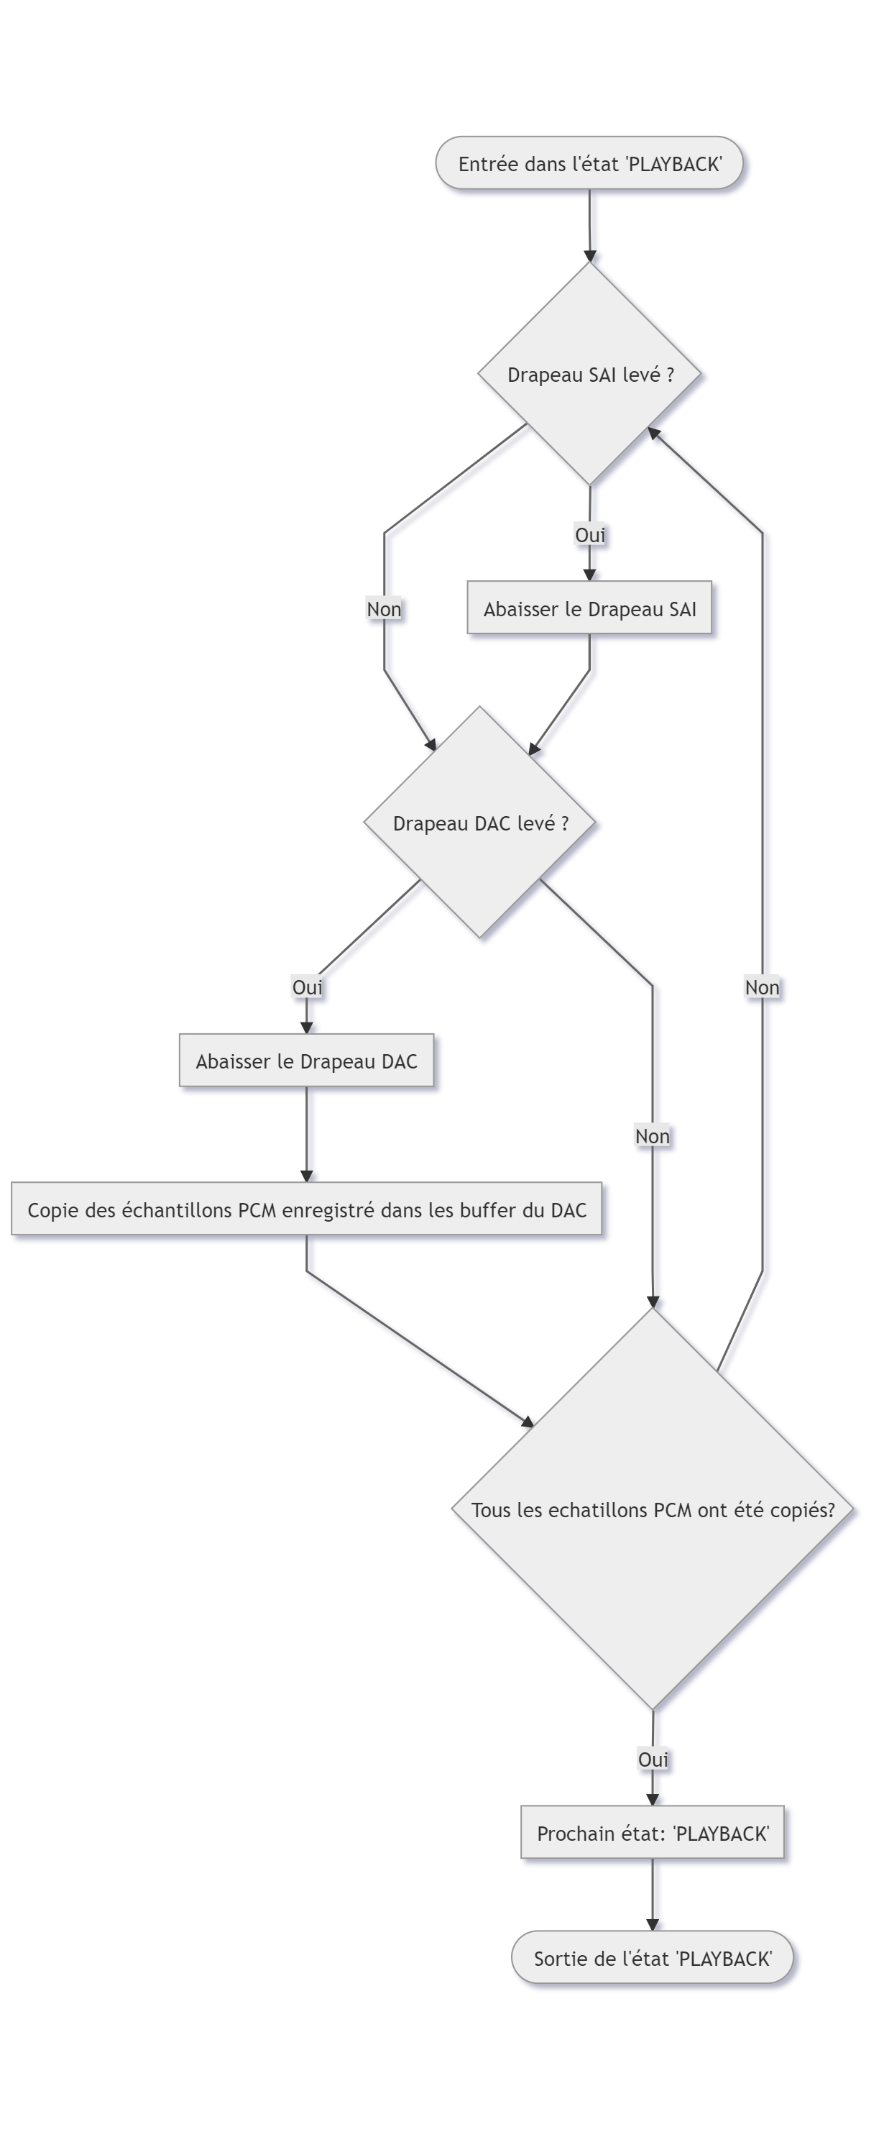 Entrée dans l'état 'PLAYBACK'
Drapeau SAI levé ?
Oui
Non
Abaisser le Drapeau SAI
Drapeau DAC levé ?
Oui
Non
Abaisser le Drapeau DAC
Non
Copie des échantillons PCM enregistré dans les buffer du DAC
Tous les echatillons PCM ont été copiés?
Oui
Prochain état: 'PLAYBACK'
Sortie de l'état 'PLAYBACK'